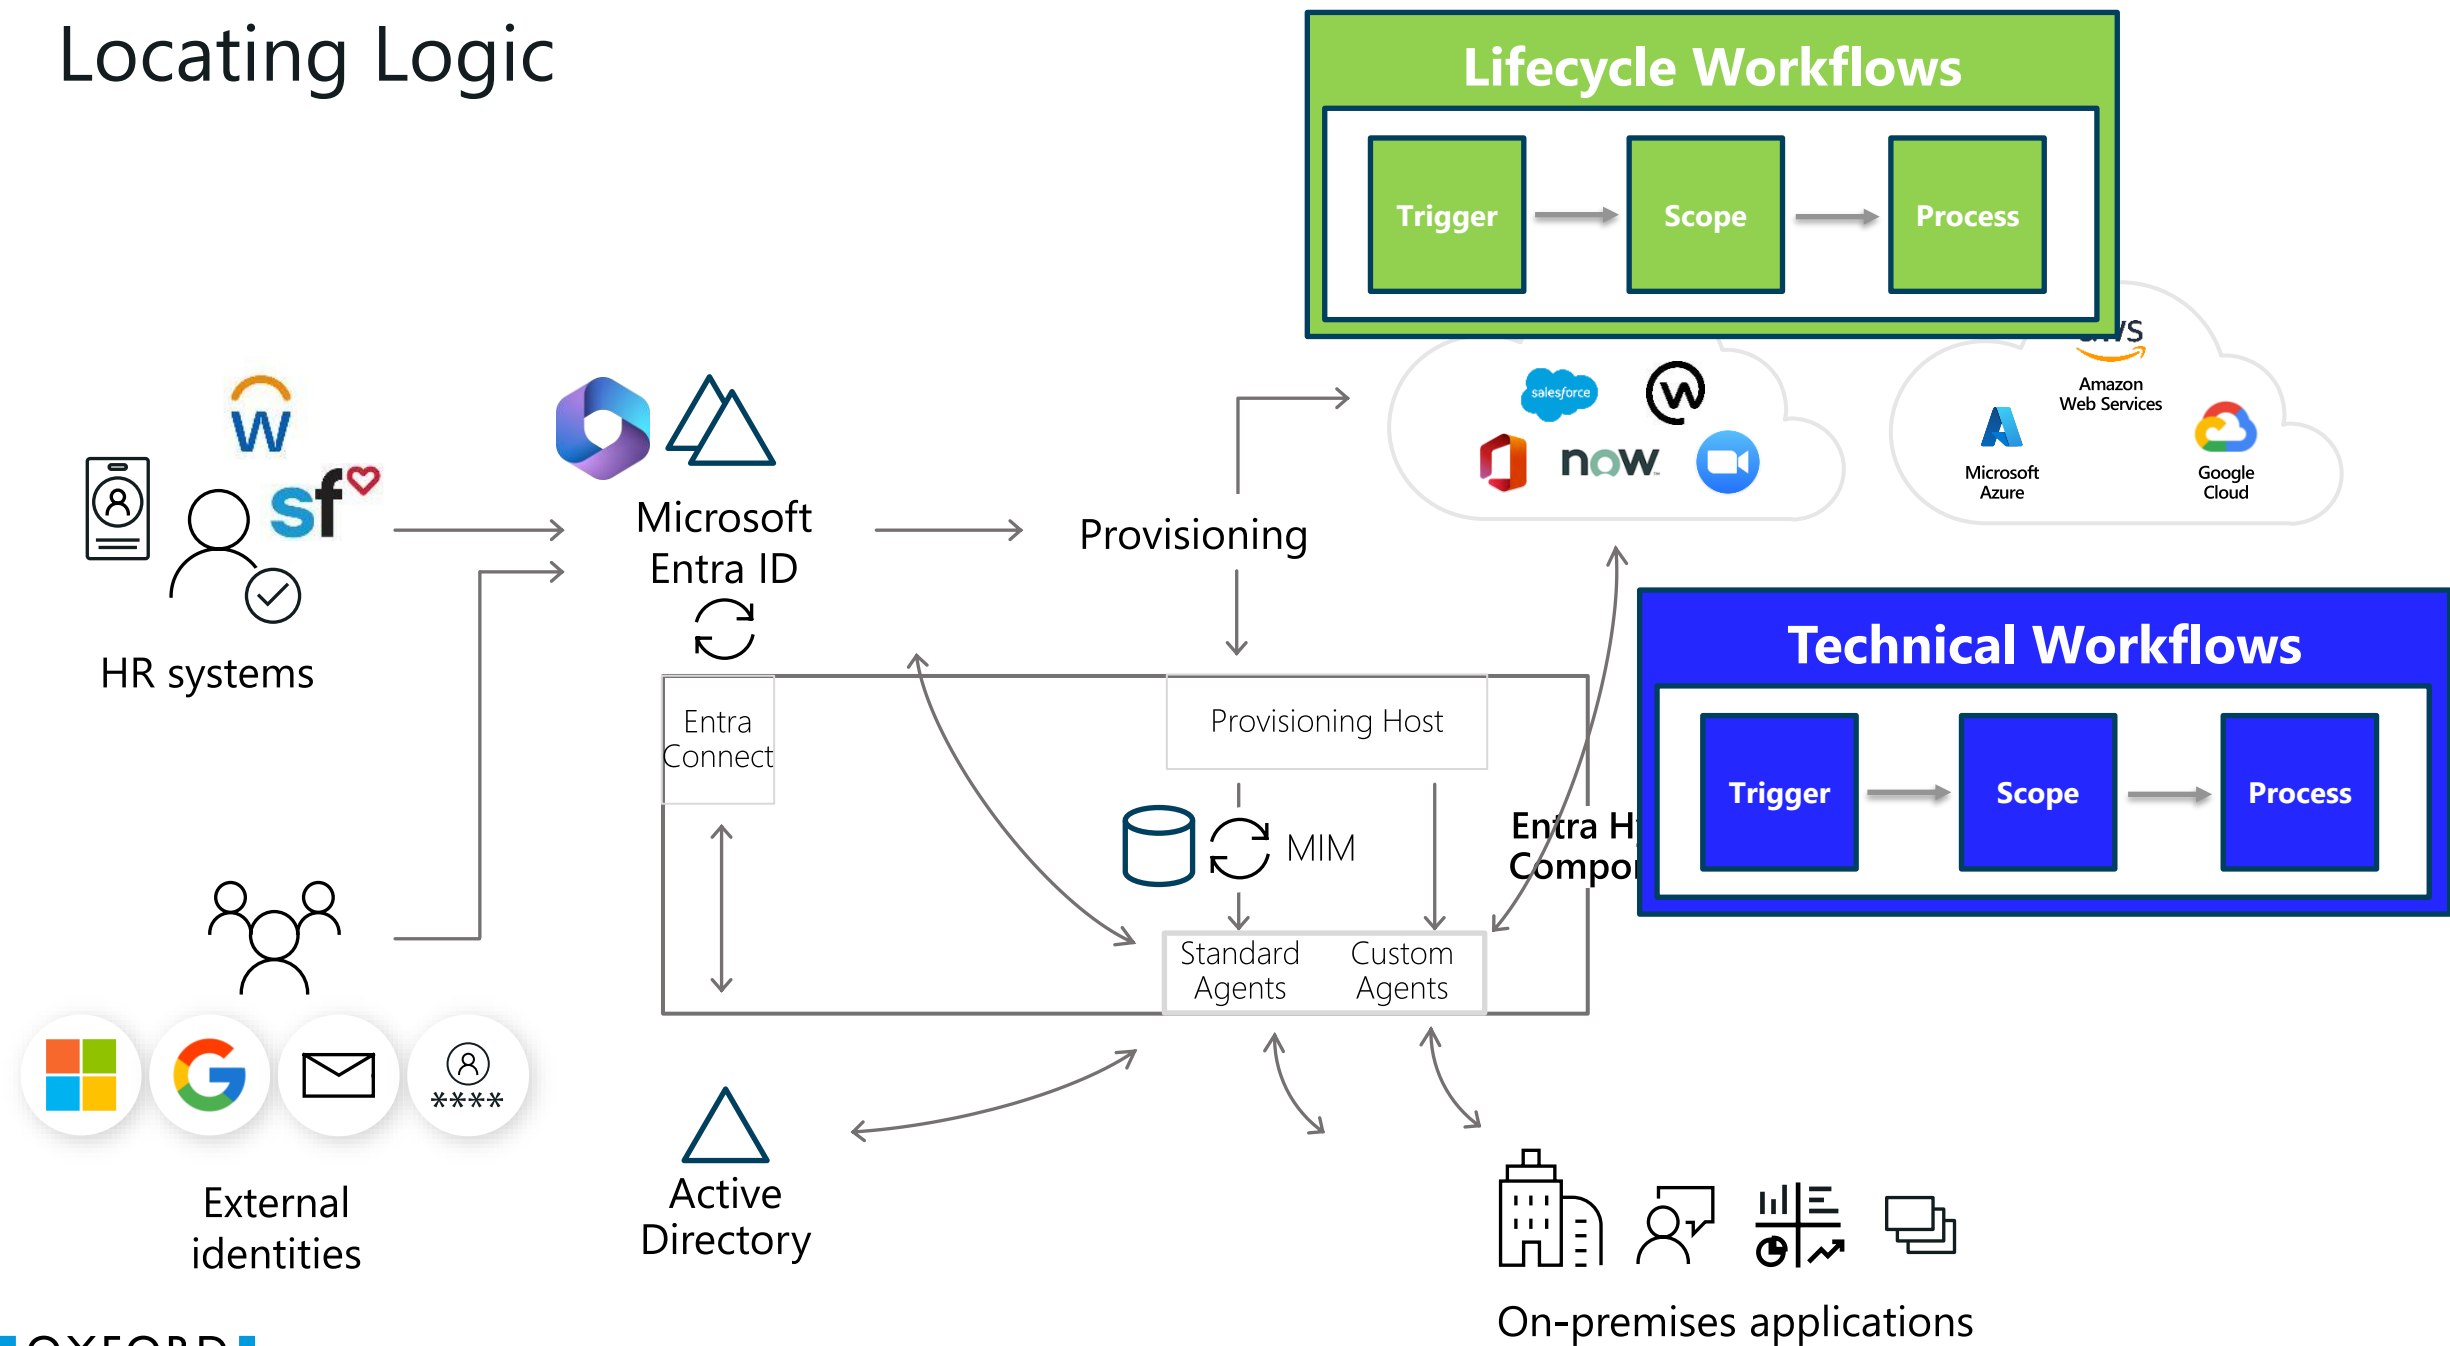 Locating Logic
Lifecycle Workflows
Trigger
Scope
Process
salesforce
now
Amazon
Web Services
Microsoft
Azure
Google
Cloud
sf
HR systems
Microsoft
Entra ID
Provisioning
Technical Workflows
Trigger
Scope
Process
Entra
Connect
Provisioning Host
MIM
Entra
Standard
Agents
Custom
Agents
External
identities
****
Active
Directory
On-premises applications
OXFORD